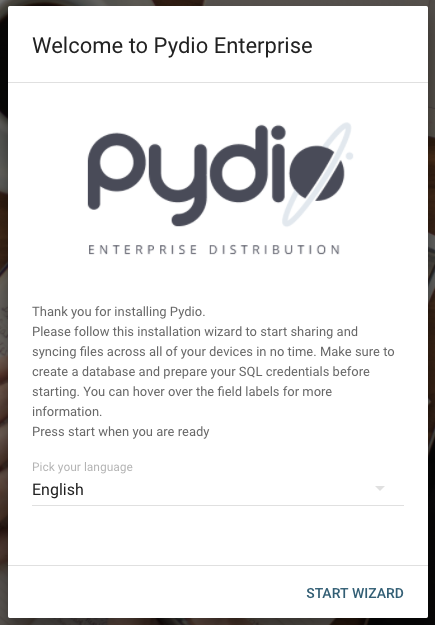 Welcome to Pydio Enterprise
pydio
ENTERPRISE DISTRIBUTION
Thank you for installing Pydio.
Please follow this installation wizard to start sharing and
syncing files across all of your devices in no time. Make sure to
create a database and prepare your SQL credentials before
starting. You can hover over the field labels for more
information.
Press start when you are ready
Pick your language
English
START WIZARD